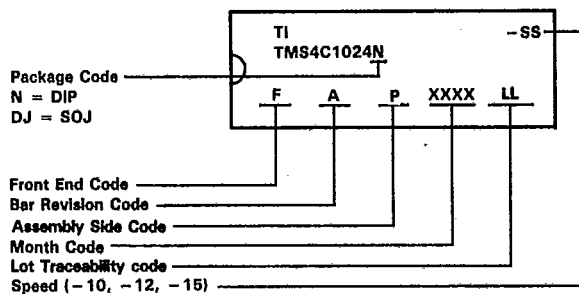 TI
-SS
TMS4C1024N
Package Code
N = DIP
DJ = SOJ
F A P XXXX LL
Front End Code
Bar Revision Code
Assembly Side Code
Month Code
Lot Traceability code
Speed (-10, -12, -15)